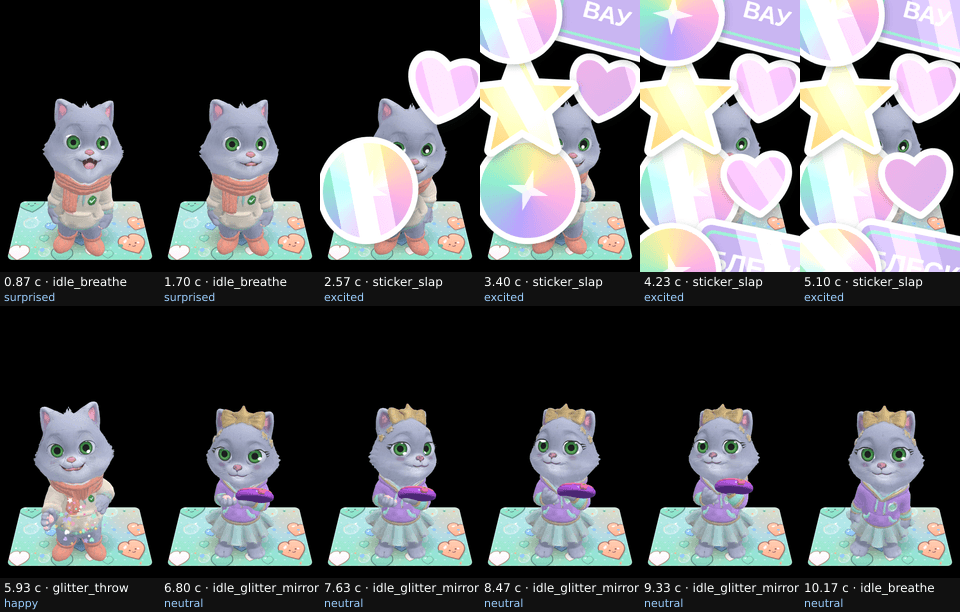 ВАУ
ВАУ
ВАУ
БЛЕСК
БЛЕСК
0.87 c · idle_breathe
surprised
1.70 c · idle_breathe
surprised
2.57 c · sticker_slap
excited
3.40 c · sticker_slap
excited
4.23 c · sticker_slap
excited
5.10 c · sticker_slap
excited
5.93 c · glitter_throw
happy
6.80 c · idle_glitter_mirror
neutral
7.63 c · idle_glitter_mirror
neutral
8.47 c · idle_glitter_mirror
neutral
9.33 c · idle_glitter_mirror
neutral
10.17 c · idle_breathe
neutral